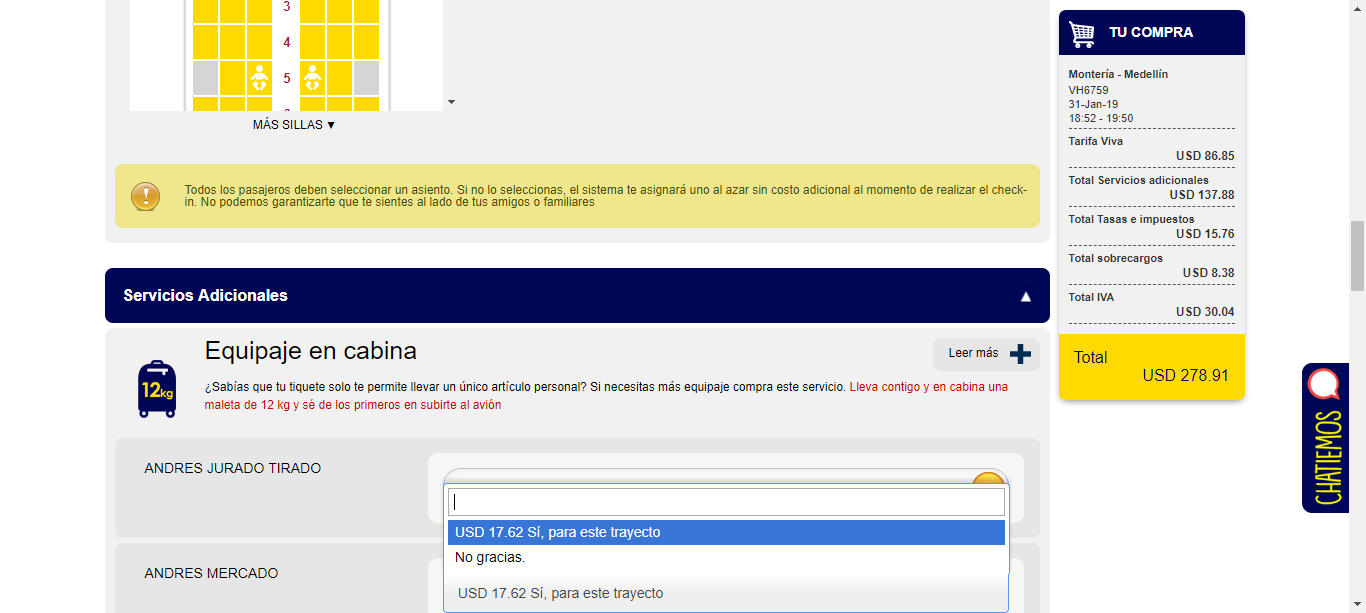 3
4
5
MÁS SILLAS ▼
Todos los pasajeros deben seleccionar un asiento. Si no lo seleccionas, el sistema te asignará uno al azar sin costo adicional al momento de realizar el check-
in. No podemos garantizarte que te sientes al lado de tus amigos o familiares
Servicios Adicionales
12kg
Equipaje en cabina
Leer más
¿Sabías que tu tiquete solo te permite llevar un único artículo personal? Si necesitas más equipaje compra este servicio. Lleva contigo y en cabina una
maleta de 12 kg y sé de los primeros en subirte al avión
ANDRES JURADO TIRADO
USD 17.62 Sí, para este trayecto
No gracias.
ANDRES MERCADO
USD 17.62 Sí, para este trayecto
TU COMPRA
Montería - Medellín
VH6759
31-Jan-19
18:52 - 19:50
Tarifa Viva
USD 86.85
Total Servicios adicionales
USD 137.88
Total Tasas e impuestos
USD 15.76
Total sobrecargos
USD 8.38
Total IVA
USD 30.04
Total
USD 278.91
CHATIEMOS